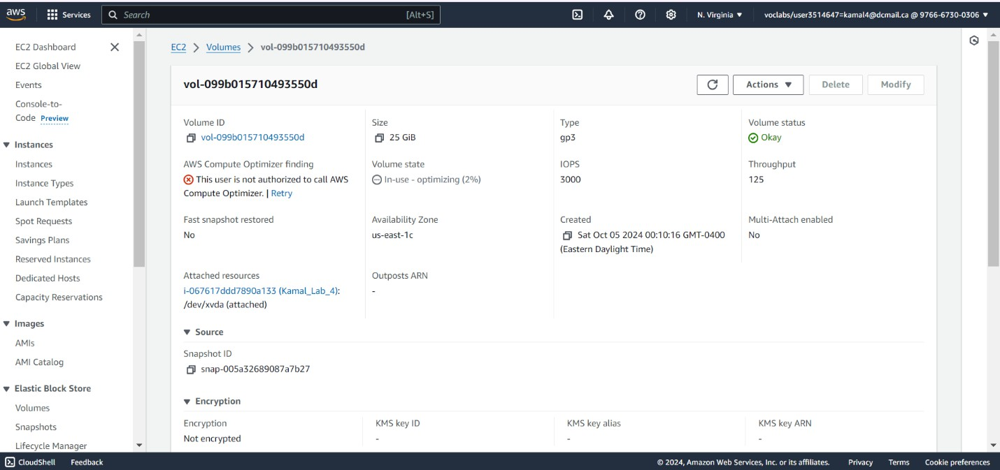 aws
Services
Search
[Alt+S]
N. Virginia
voclabs/user3514647=kamal4@dcmail.ca @ 9766-6730-0306
EC2 Dashboard
EC2 Global View
Events
Console-to-
Code Preview
Instances
Instances
Instance Types
Launch Templates
Spot Requests
Savings Plans
Reserved Instances
Dedicated Hosts
Capacity Reservations
Images
AMIs
AMI Catalog
Elastic Block Store
Volumes
Snapshots
Lifecycle Manager
EC2 > Volumes > vol-099b015710493550d
vol-099b015710493550d
Actions
Delete
Modify
Volume ID
vol-099b015710493550d
Size
25 GiB
Type
gp3
Volume status
Okay
AWS Compute Optimizer finding
This user is not authorized to call AWS
Compute Optimizer. | Retry
Volume state
In-use - optimizing (2%)
IOPS
3000
Throughput
125
Fast snapshot restored
No
Availability Zone
us-east-1c
Created
Sat Oct 05 2024 00:10:16 GMT-0400
(Eastern Daylight Time)
Multi-Attach enabled
No
Attached resources
i-067617ddd7890a133 (Kamal_Lab_4):
/dev/xvda (attached)
Outposts ARN
-
Source
Snapshot ID
snap-005a32689087a7b27
Encryption
Encryption
Not encrypted
KMS key ID
-
KMS key alias
-
KMS key ARN
-
CloudShell
Feedback
© 2024, Amazon Web Services, Inc. or its affiliates.
Privacy
Terms
Cookie preferences